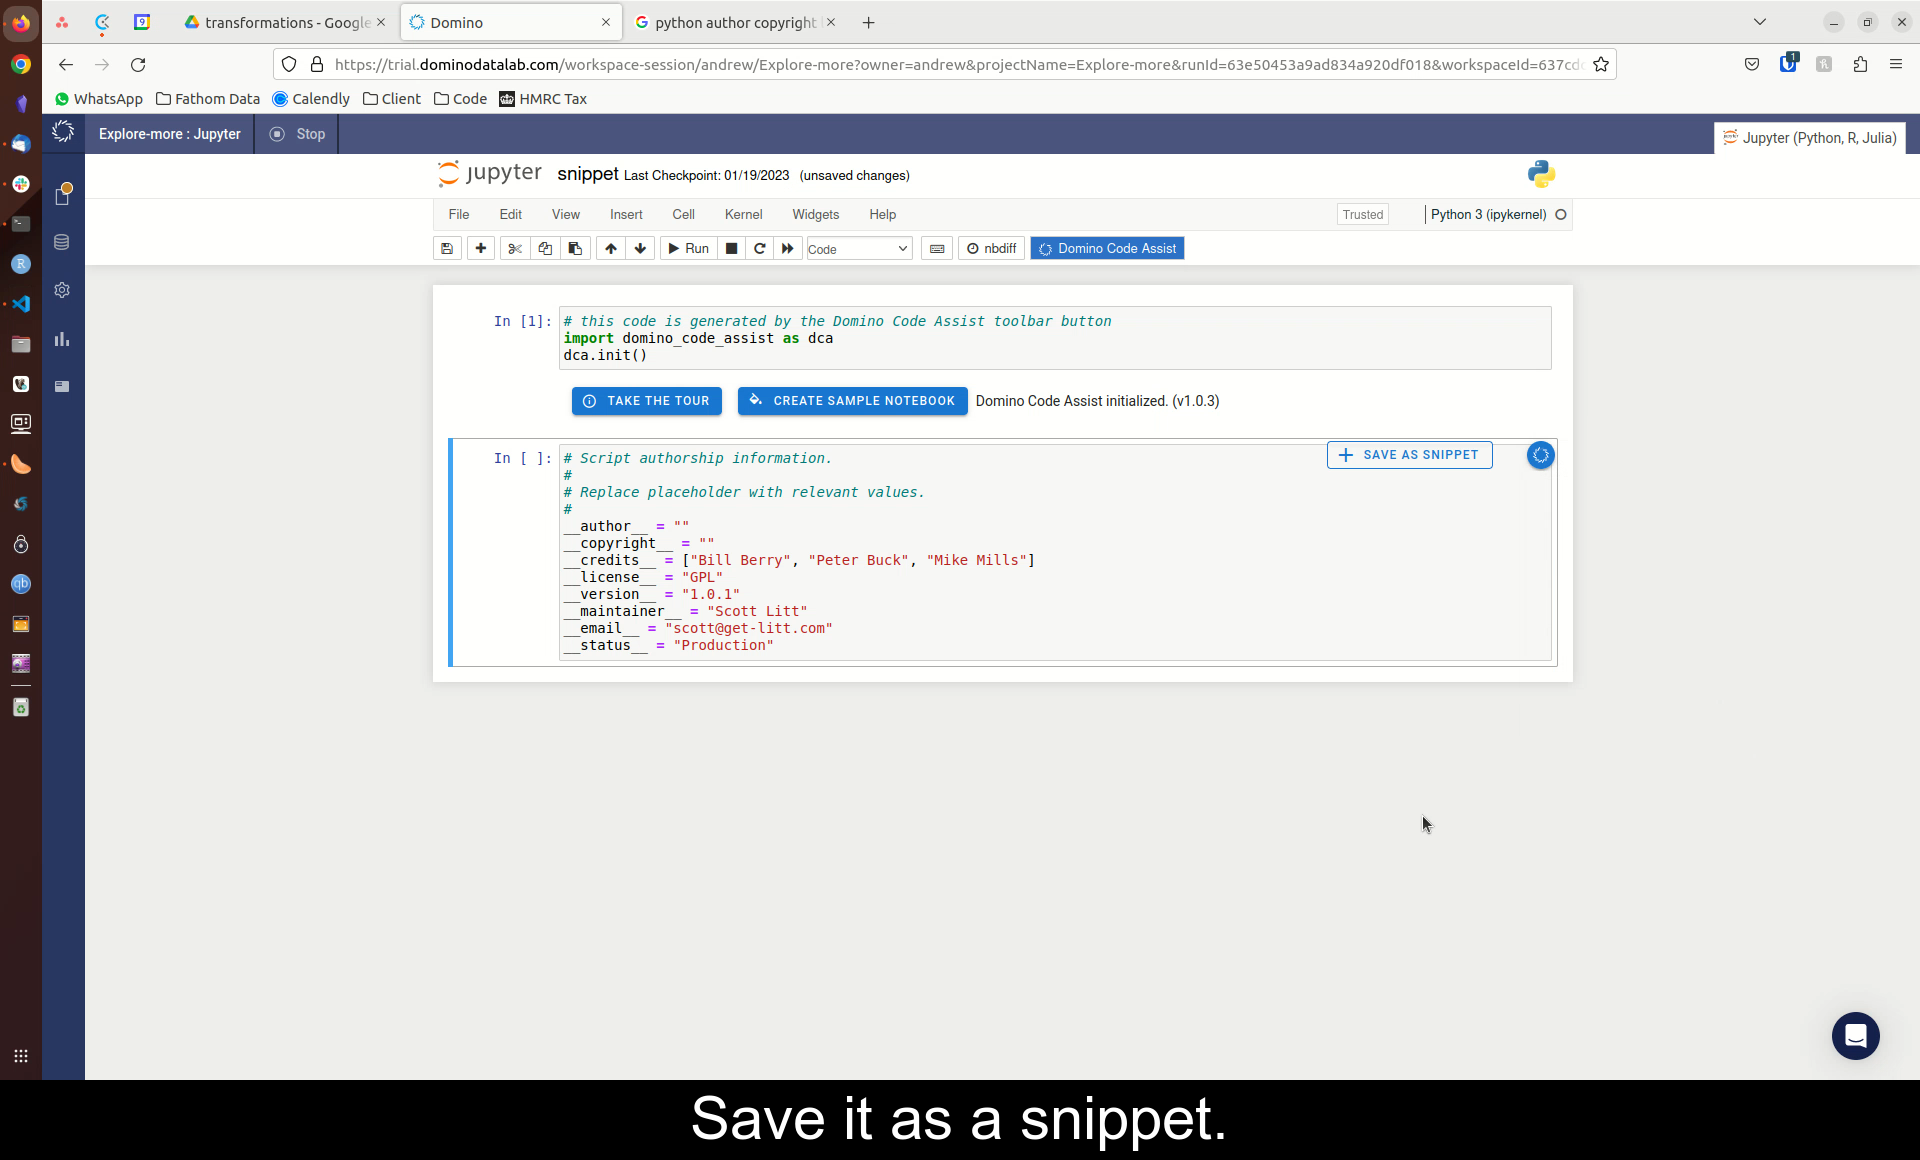 transformations - Google
Domino
python author copyright
https://trial.dominodatalab.com/workspace-session/andrew/Explore-more?owner=andrew&projectName=Explore-more&runId=63e50453a9ad834a920df018&workspaceId=637cd
1
WhatsApp
Fathom Data
Calendly
Client
Code
HMRC Tax
Explore-more : Jupyter
Stop
Jupyter (Python, R, Julia)
jupyter snippet Last Checkpoint: 01/19/2023 (unsaved changes)
File Edit View Insert Cell Kernel Widgets Help
Trusted
Python 3 (ipykernel)
Run
Code
nbdiff
Domino Code Assist
In [1]: # this code is generated by the Domino Code Assist toolbar button
import domino_code_assist as dca
dca.init()
TAKE THE TOUR
CREATE SAMPLE NOTEBOOK
Domino Code Assist initialized. (v1.0.3)
SAVE AS SNIPPET
In [ ]: # Script authorship information.
#
# Replace placeholder with relevant values.
#
__author__ = ""
__copyright__ = ""
__credits__ = ["Bill Berry", "Peter Buck", "Mike Mills"]
__license__ = "GPL"
__version__ = "1.0.1"
__maintainer__ = "Scott Litt"
__email__ = "scott@get-litt.com"
__status__ = "Production"
Save it as a snippet.